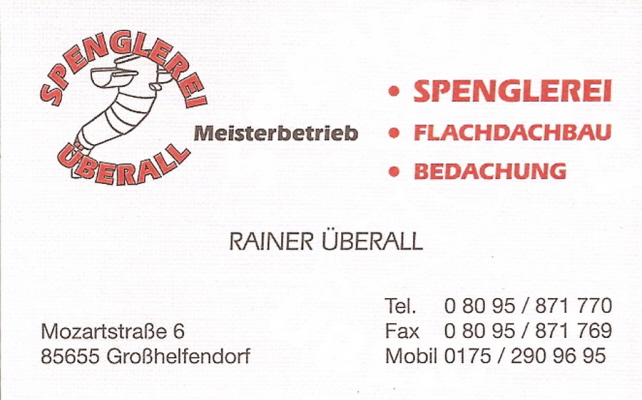 SPENGLEREI
ÜBERALL
Meisterbetrieb
• SPENGLEREI
• FLACHDACHBAU
• BEDACHUNG
RAINER ÜBERALL
Mozartstraße 6
85655 Großhelfendorf
Tel. 0 80 95 / 871 770
Fax 0 80 95 / 871 769
Mobil 0175 / 290 96 95